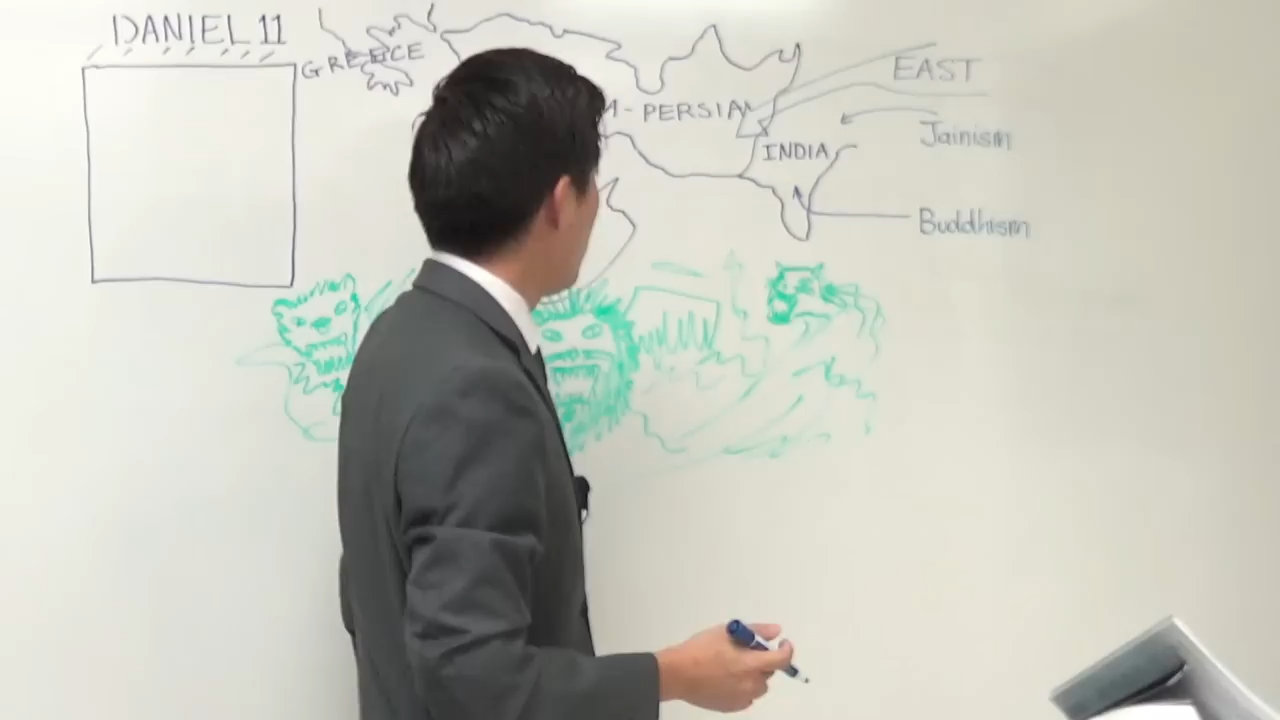 DANIEL 11
GREECE
- PERSIA
EAST
Jainism
INDIA
Buddhism